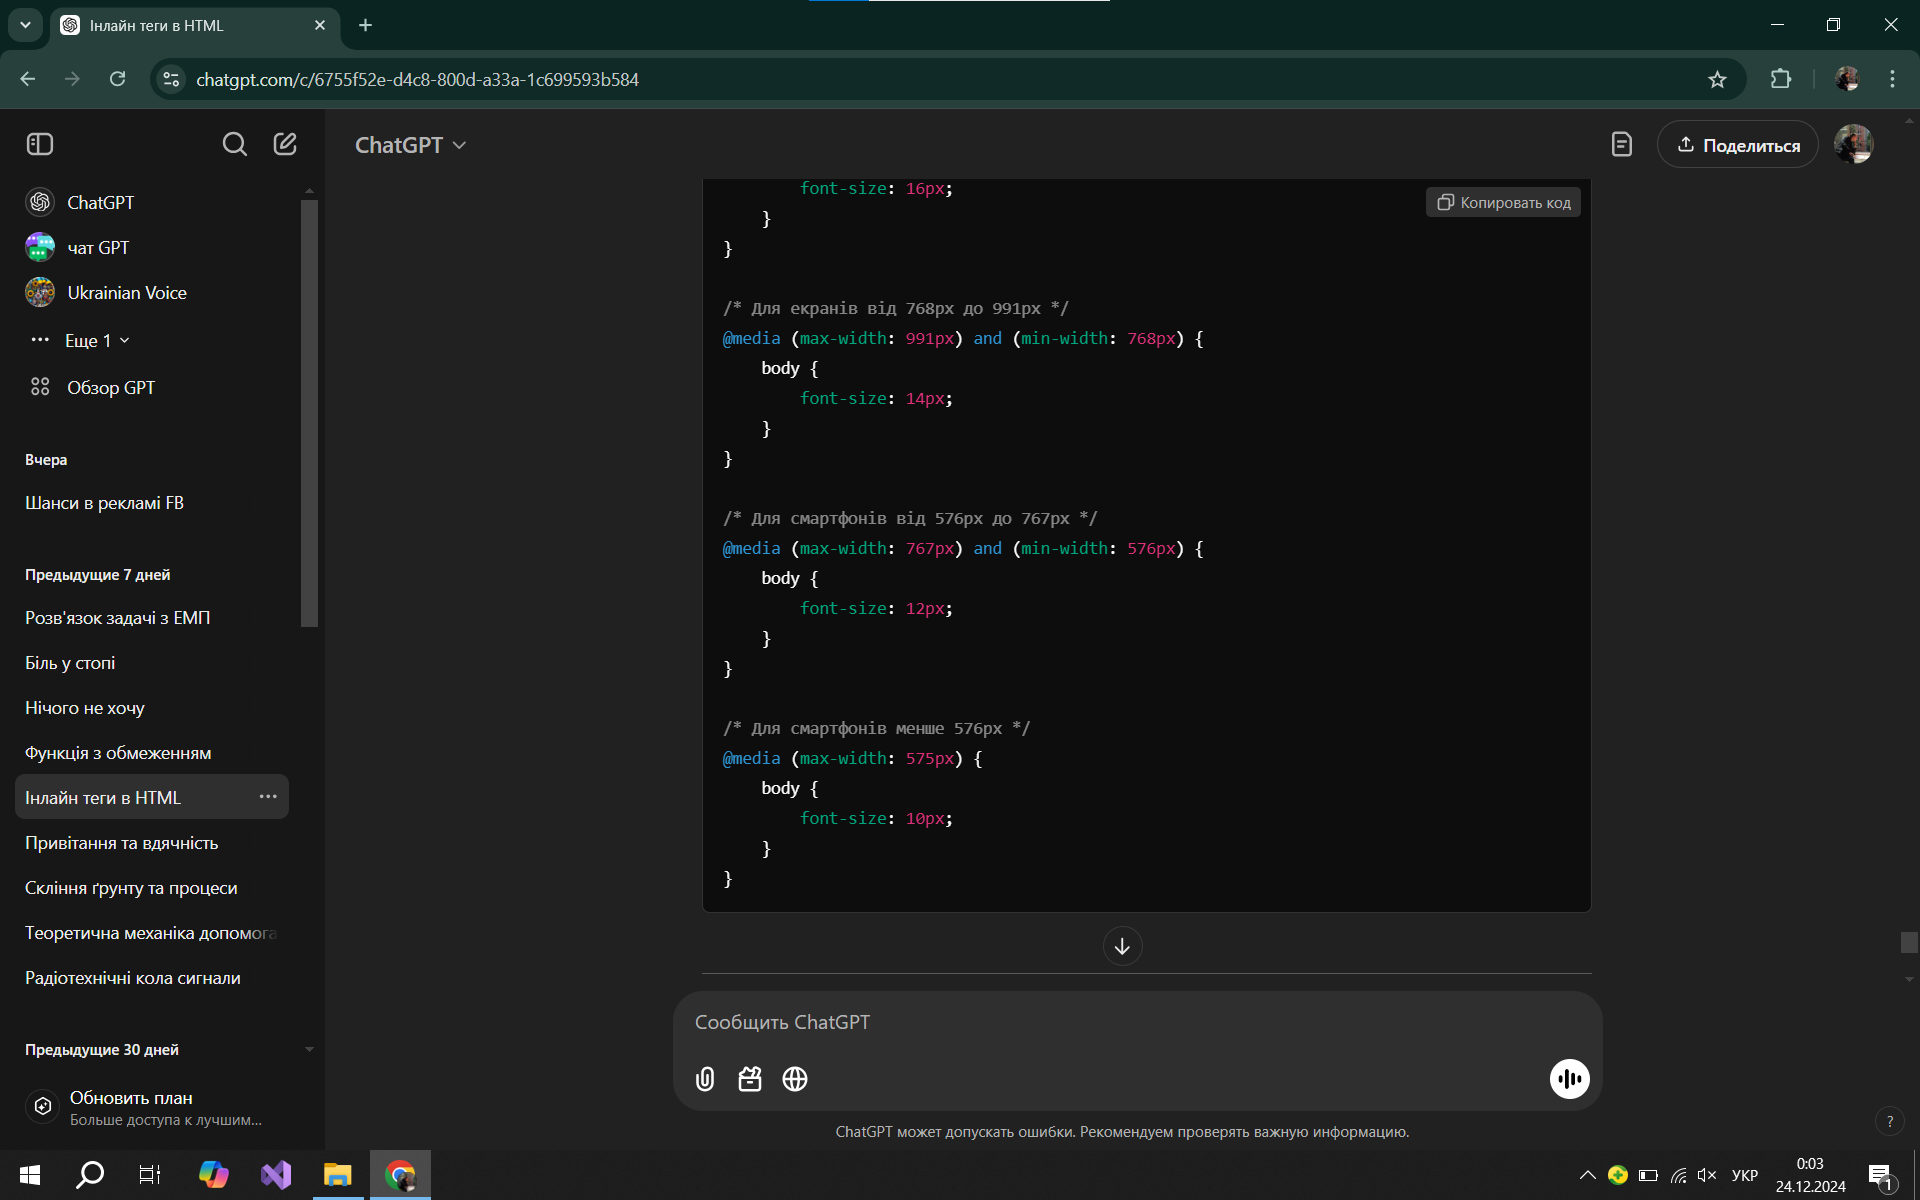 Інлайн теги в HTML
chatgpt.com/c/6755f52e-d4c8-800d-a33a-1c699593b584
ChatGPT
Поделиться
ChatGPT
чат GPT
Ukrainian Voice
Еще 1
Обзор GPT
Вчера
Шанси в рекламі FB
Предыдущие 7 дней
Розв'язок задачі з ЕМП
Біль у стопі
Нічого не хочу
Функція з обмеженням
Інлайн теги в HTML
Привітання та вдячність
Скління ґрунту та процеси
Теоретична механіка допомога
Радіотехнічні кола сигнали
Предыдущие 30 дней
Обновить план
Больше доступа к лучшим...
Копировать код
font-size: 16px;
}
}
/* Для екранів від 768px до 991px */
@media (max-width: 991px) and (min-width: 768px) {
body {
font-size: 14px;
}
}
/* Для смартфонів від 576px до 767px */
@media (max-width: 767px) and (min-width: 576px) {
body {
font-size: 12px;
}
}
/* Для смартфонів менше 576px */
@media (max-width: 575px) {
body {
font-size: 10px;
}
}
Сообщить ChatGPT
ChatGPT может допускать ошибки. Рекомендуем проверять важную информацию.
?
УКР
0:03
24.12.2024
1